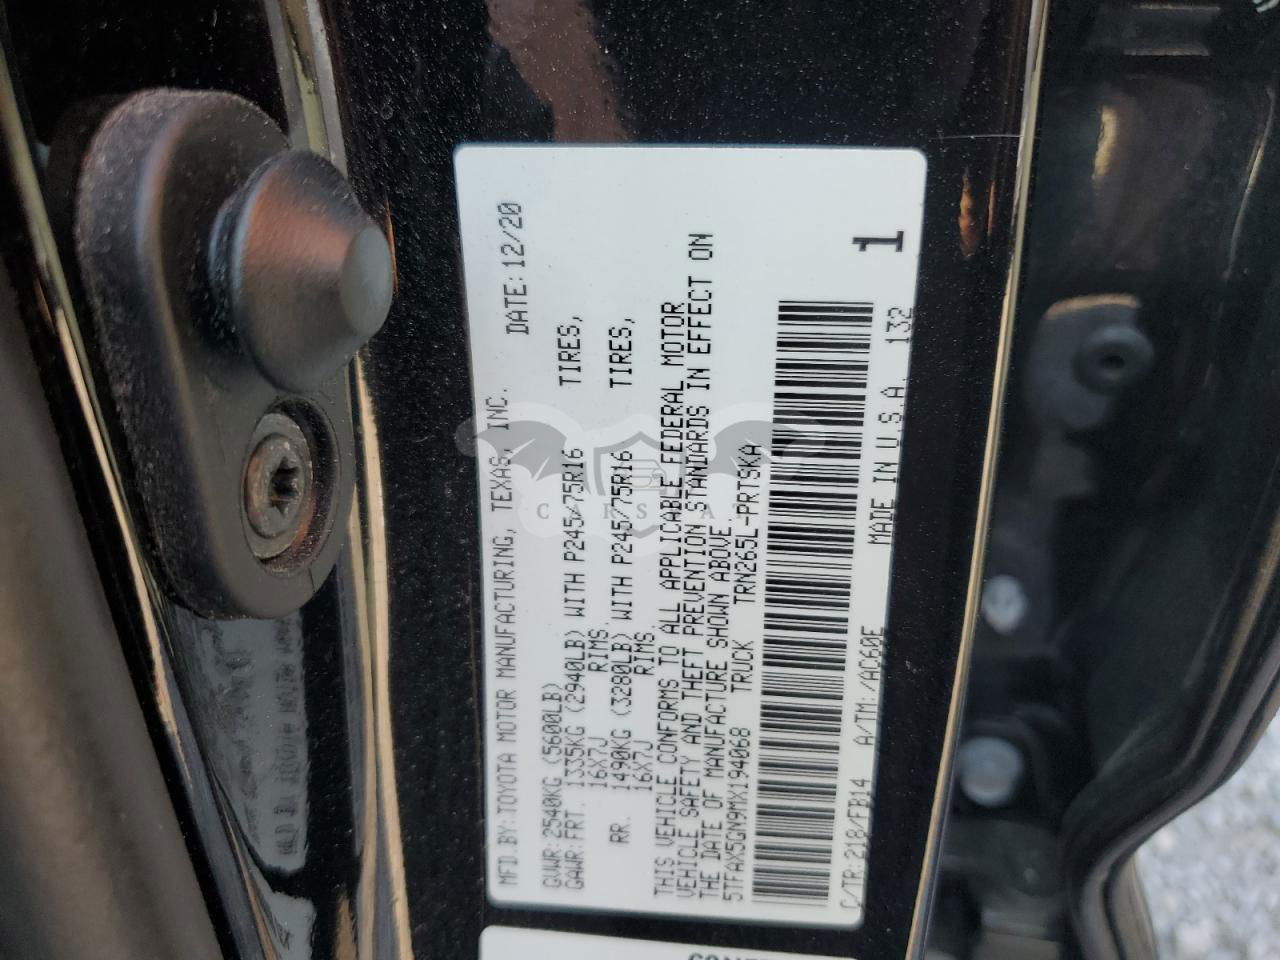 MFD.BY:TOYOTA MOTOR MANUFACTURING, TEXAS, INC.
DATE:12/20
GVWR:2540KG (5600LB)
GAWR:FRT. 1335KG (2940LB) WITH P245/75R16 TIRES,
16X7J RIMS,
RR. 1490KG (3280LB) WITH P245/75R16 TIRES,
16X7J RIMS,
THIS VEHICLE CONFORMS TO ALL APPLICABLE FEDERAL MOTOR
VEHICLE SAFETY AND THEFT PREVENTION STANDARDS IN EFFECT ON
THE DATE OF MANUFACTURE SHOWN ABOVE
5TFAX5GN9MX194068 TRUCK TRN265L-PRTSKA
1
C/TR:218/FB14 A/TM:/AC60E MADE IN U.S.A. 132